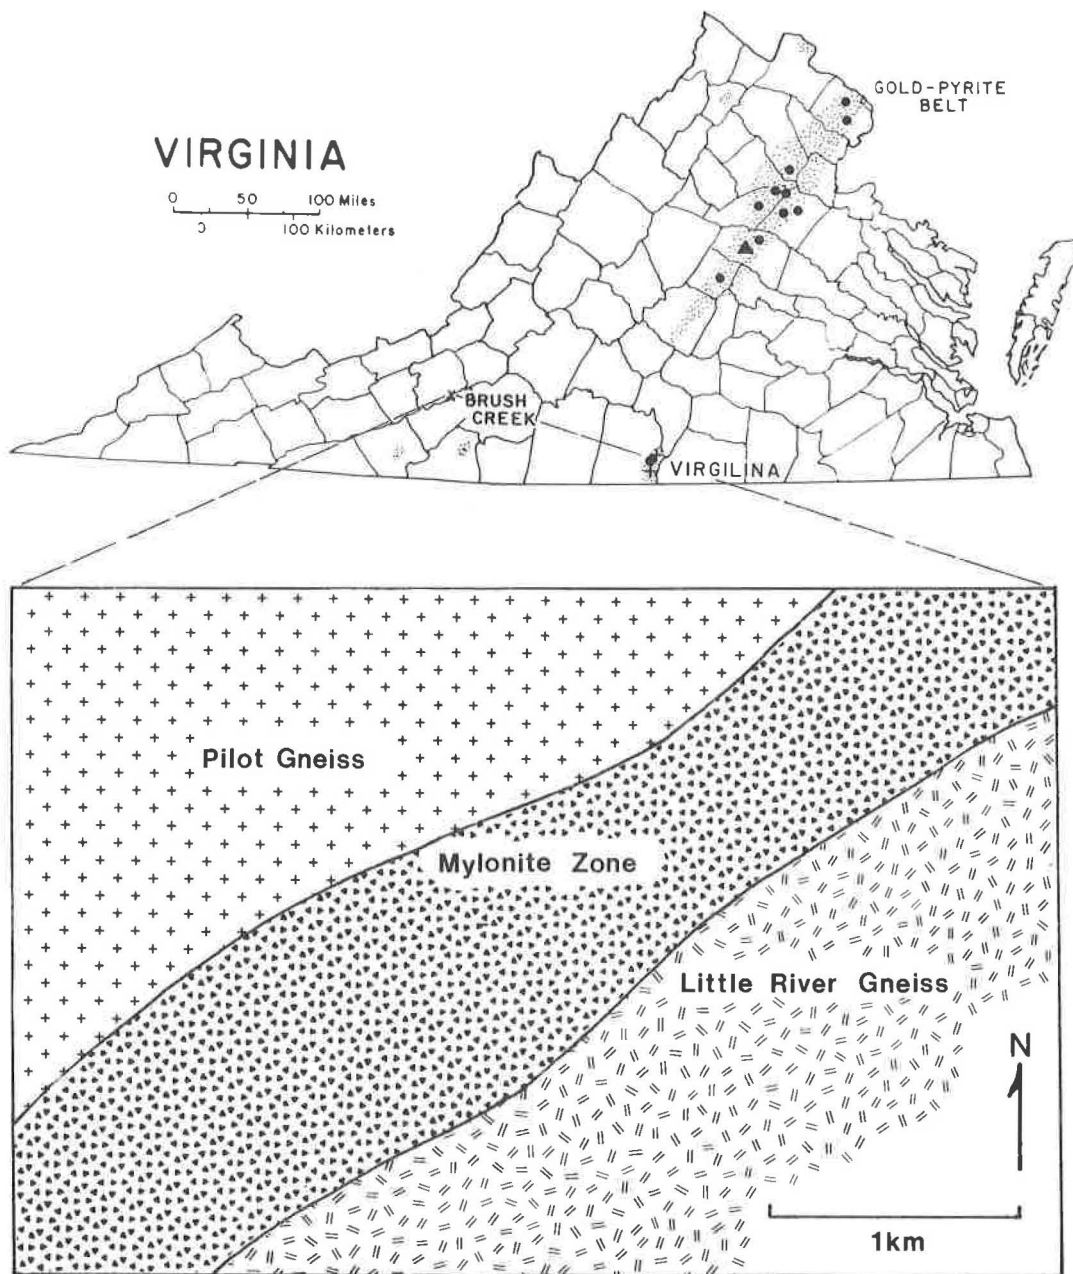 GOLD-PYRITE
BELT
VIRGINIA
0 50 100 Miles
0 100 Kilometers
BRUSH
CREEK
VIRGILINA
Pilot Gneiss
Mylonite Zone
Little River Gneiss
N
1km